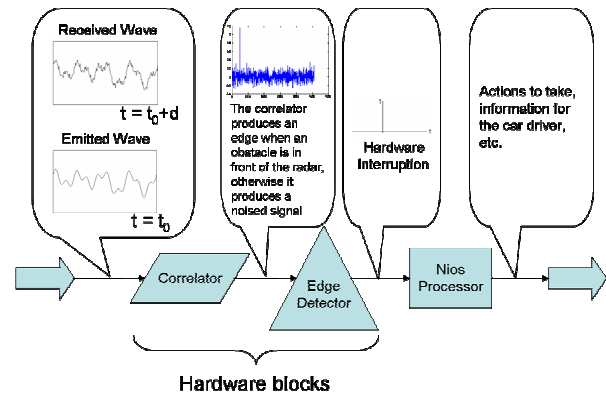 Received Wave
t = t0+d
Emitted Wave
t = t0
The correlator
produces an
edge when an
obstacle is in
front of the radar,
otherwise it
produces a
noised signal
Hardware
Interruption
Actions to take,
information for
the car driver,
etc.
Correlator
Edge
Detector
Nios
Processor
Hardware blocks